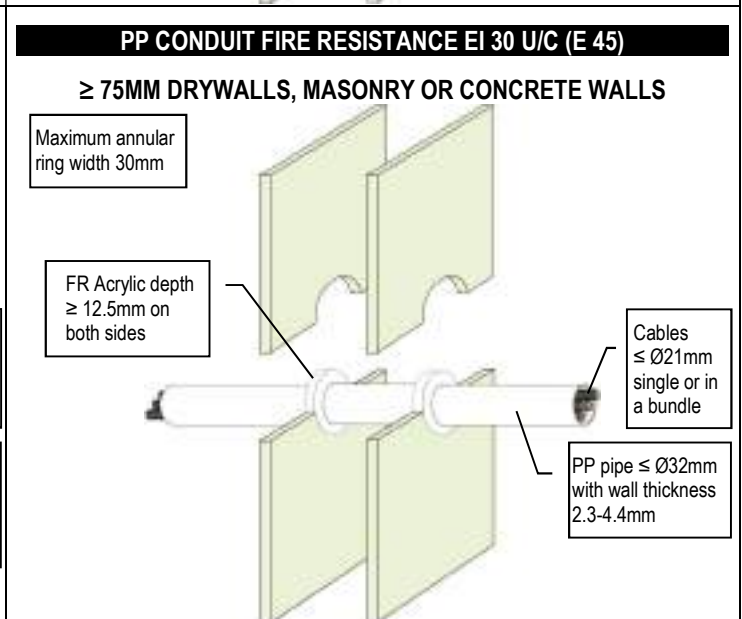 PP CONDUIT FIRE RESISTANCE EI 30 U/C (E 45)
≥ 75MM DRYWALLS, MASONRY OR CONCRETE WALLS
Maximum annular
ring width 30mm
FR Acrylic depth
≥ 12.5mm on
both sides
Cables
≤ Ø21mm
single or in
a bundle
PP pipe ≤ Ø32mm
with wall thickness
2.3-4.4mm